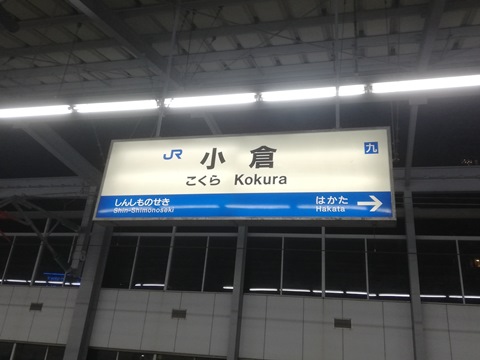 JR 小倉 九
こくら Kokura
しんしものせき はかた
Shin-Shimonoseki Hakata